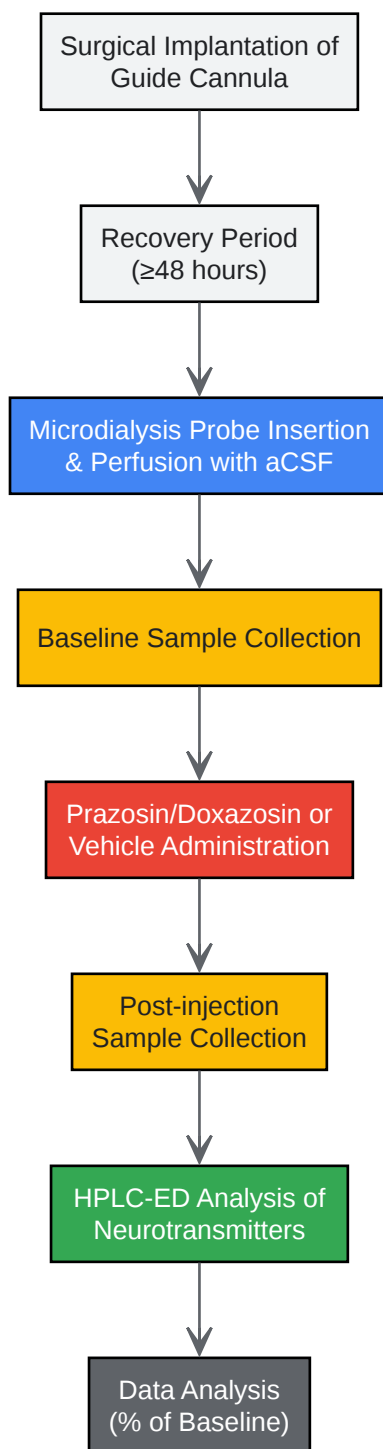 Surgical Implantation of
Guide Cannula
Recovery Period
(≥48 hours)
Microdialysis Probe Insertion
& Perfusion with aCSF
Baseline Sample Collection
Prazosin/Doxazosin or
Vehicle Administration
Post-injection
Sample Collection
HPLC-ED Analysis of
Neurotransmitters
Data Analysis
(% of Baseline)